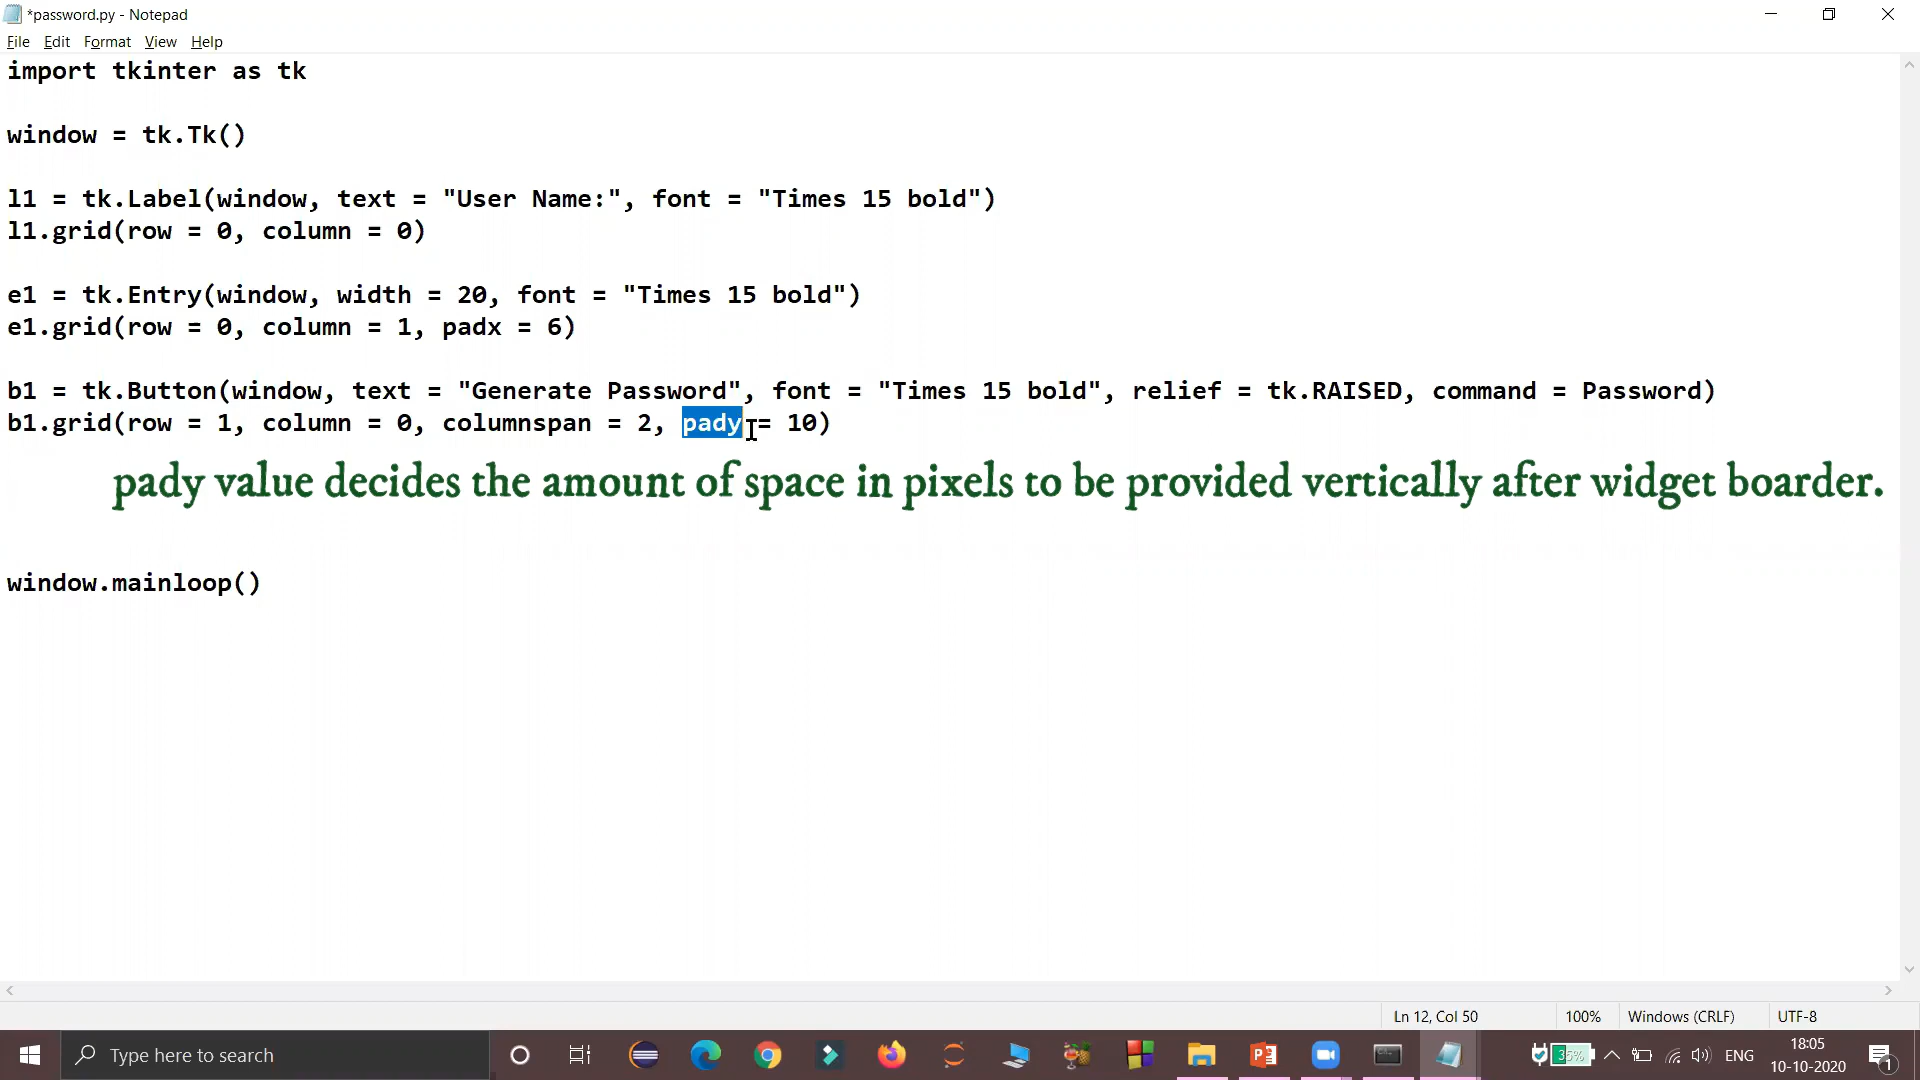 *password.py - Notepad
File Edit Format View Help
import tkinter as tk
window = tk.Tk()
l1 = tk.Label(window, text = "User Name:", font = "Times 15 bold")
l1.grid(row = 0, column = 0)
e1 = tk.Entry(window, width = 20, font = "Times 15 bold")
e1.grid(row = 0, column = 1, padx = 6)
b1 = tk.Button(window, text = "Generate Password", font = "Times 15 bold", relief = tk.RAISED, command = Password)
b1.grid(row = 1, column = 0, columnspan = 2, pady = 10)
pady value decides the amount of space in pixels to be provided vertically after widget boarder.
window.mainloop()
Ln 12, Col 50 100% Windows (CRLF) UTF-8
Type here to search 35% ENG 18:05
10-10-2020 1